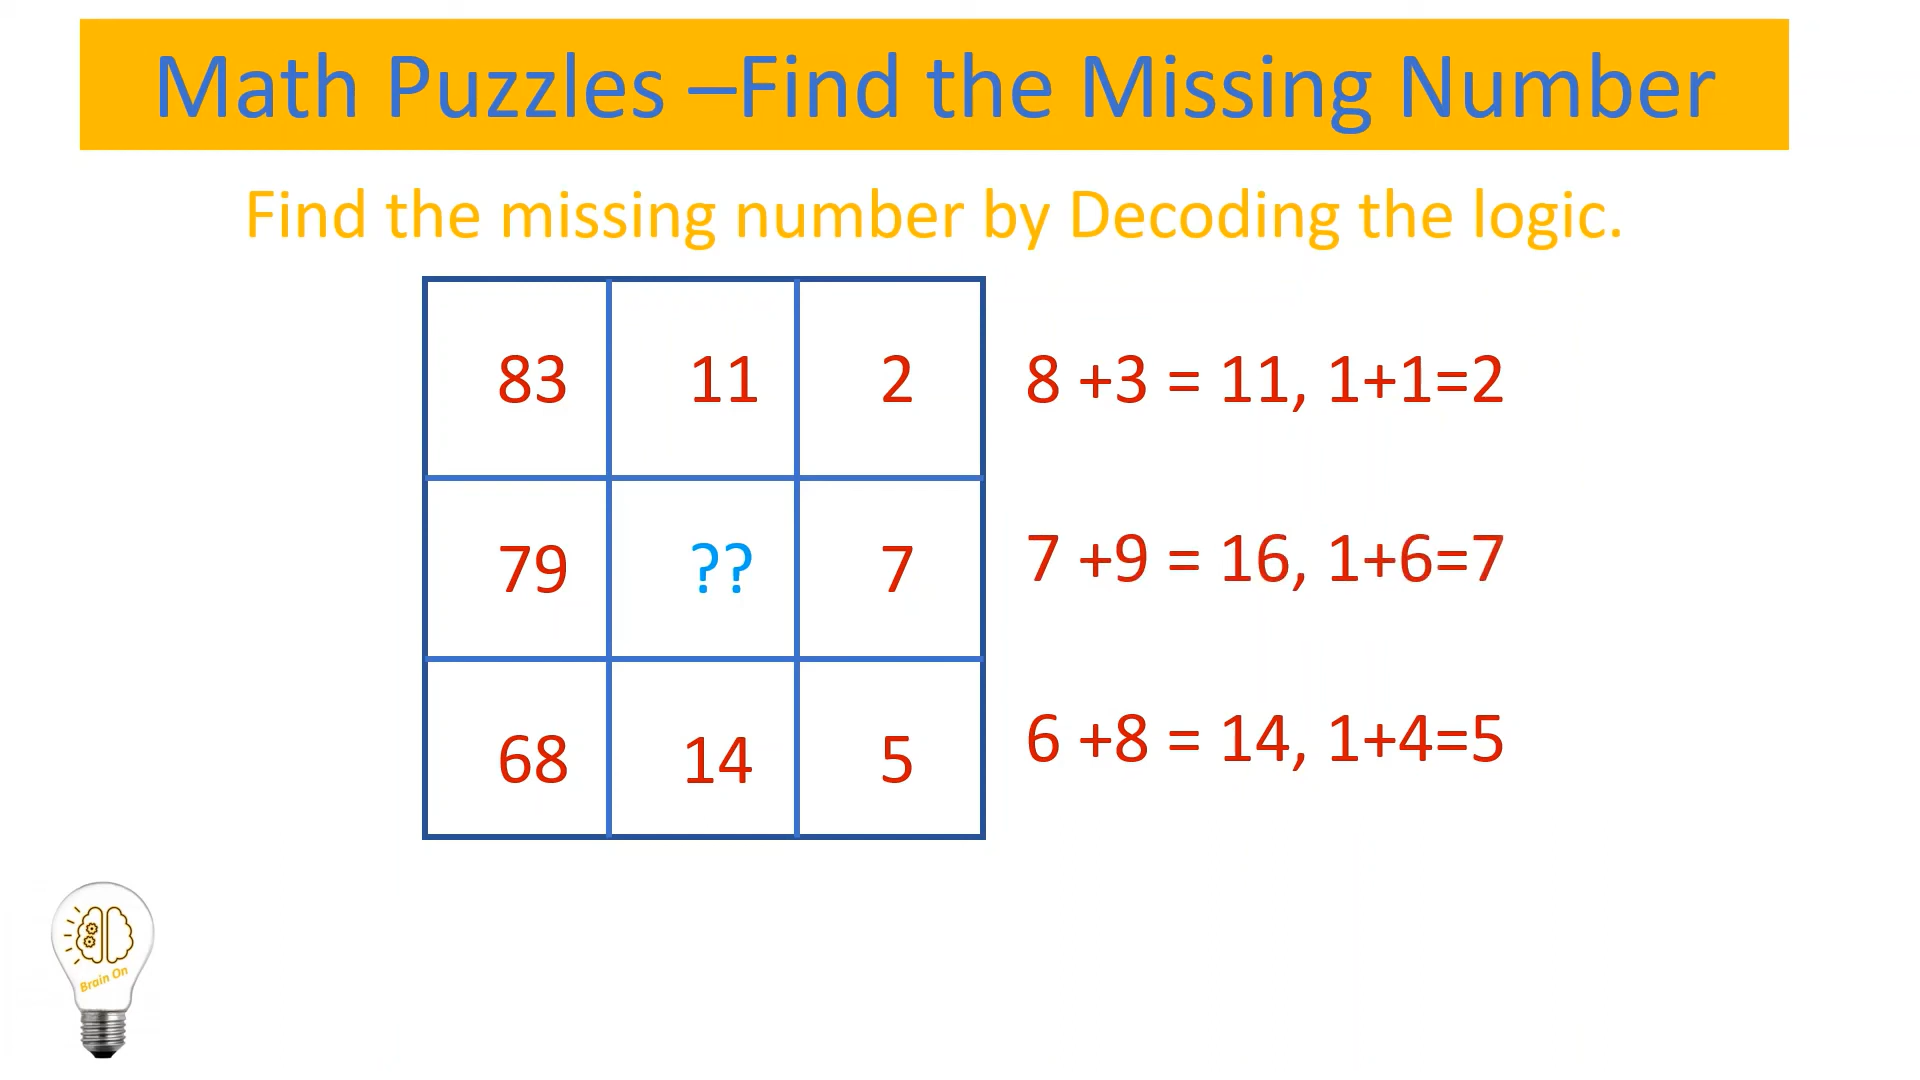 Math Puzzles –Find the Missing Number
Find the missing number by Decoding the logic.
83 11 2 8 +3 = 11, 1+1=2
79 ?? 7 7 +9 = 16, 1+6=7
68 14 5 6 +8 = 14, 1+4=5
Brain On